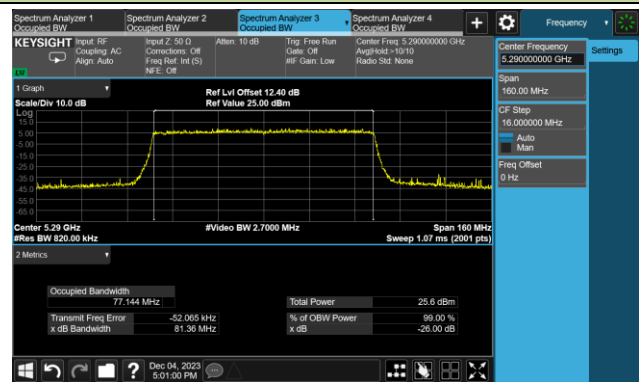 Spectrum Analyzer 1
Occupied BW
Spectrum Analyzer 2
Occupied BW
Spectrum Analyzer 3
Occupied BW
Spectrum Analyzer 4
Occupied BW
Frequency
KEYSIGHT
Input: RF
Coupling: AC
Align: Auto
Input Z: 50 Ω
Corrections: Off
Freq Ref: Int (S)
NFE: Off
Atten: 10 dB
Trig: Free Run
Gate: Off
#IF Gain: Low
Center Freq: 5.290000000 GHz
Avg|Hold:>10/10
Radio Std: None
Center Frequency
5.290000000 GHz
Settings
Span
160.00 MHz
CF Step
16.000000 MHz
Auto
Man
Freq Offset
0 Hz
1 Graph
Scale/Div 10.0 dB
Ref Lvl Offset 12.40 dB
Ref Value 25.00 dBm
Log
15.0
5.00
-5.00
-15.0
-25.0
-35.0
-45.0
-55.0
-65.0
Center 5.29 GHz
#Res BW 820.00 kHz
#Video BW 2.7000 MHz
Span 160 MHz
Sweep 1.07 ms (2001 pts)
2 Metrics
Occupied Bandwidth
77.144 MHz
Total Power 25.6 dBm
Transmit Freq Error -52.065 kHz
% of OBW Power 99.00 %
x dB Bandwidth 81.36 MHz
x dB -26.00 dB
Dec 04, 2023
5:01:00 PM